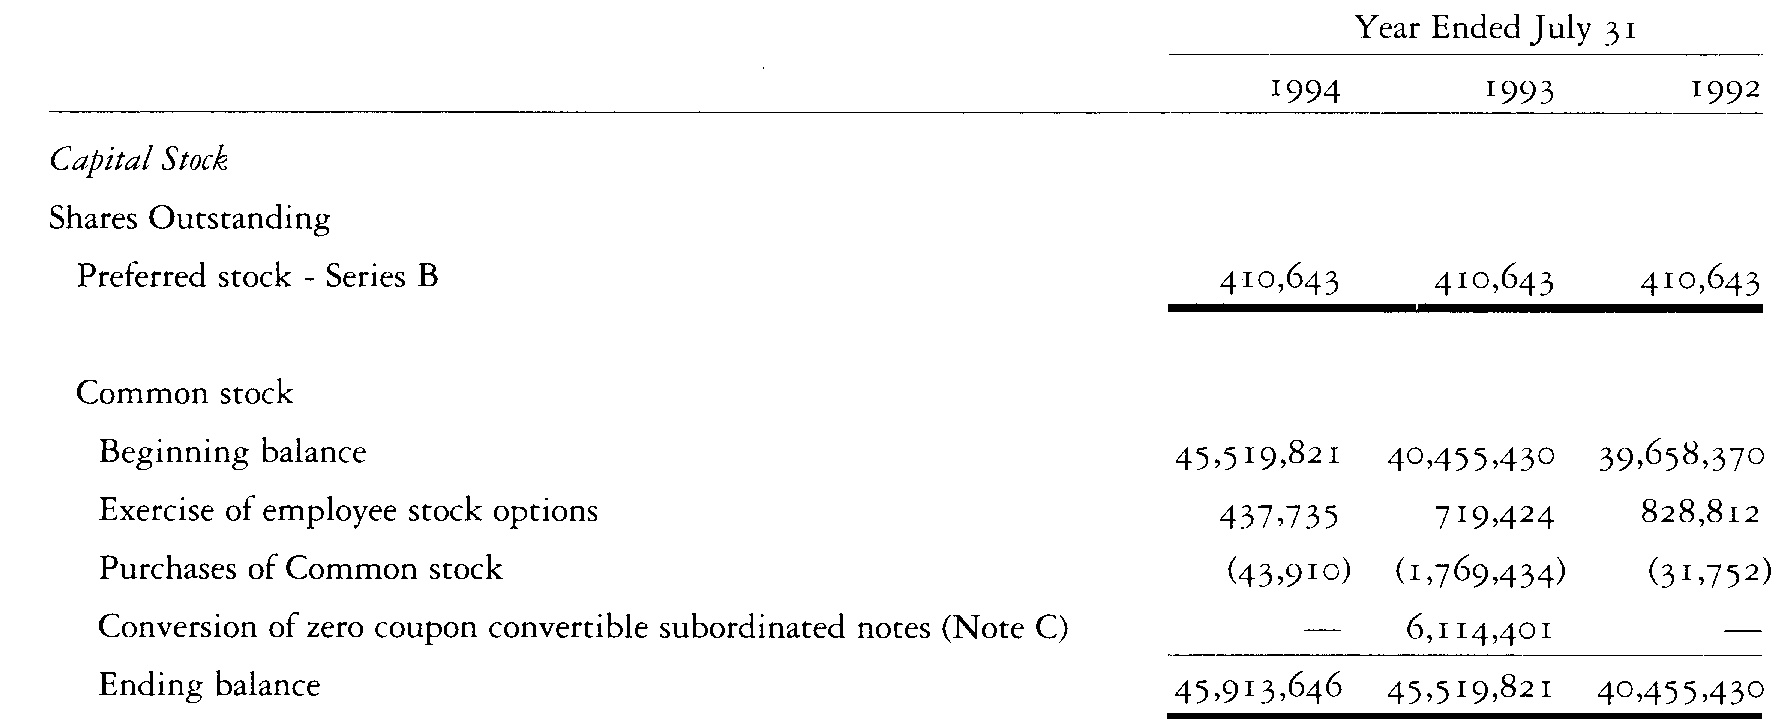 Year Ended July 31
1994 1993 1992
Capital Stock
Shares Outstanding
Preferred stock - Series B 410,643 410,643 410,643
Common stock
Beginning balance 45,519,821 40,455,430 39,658,370
Exercise of employee stock options 437,735 719,424 828,812
Purchases of Common stock (43,910) (1,769,434) (31,752)
Conversion of zero coupon convertible subordinated notes (Note C) — 6,114,401 —
Ending balance 45,913,646 45,519,821 40,455,430